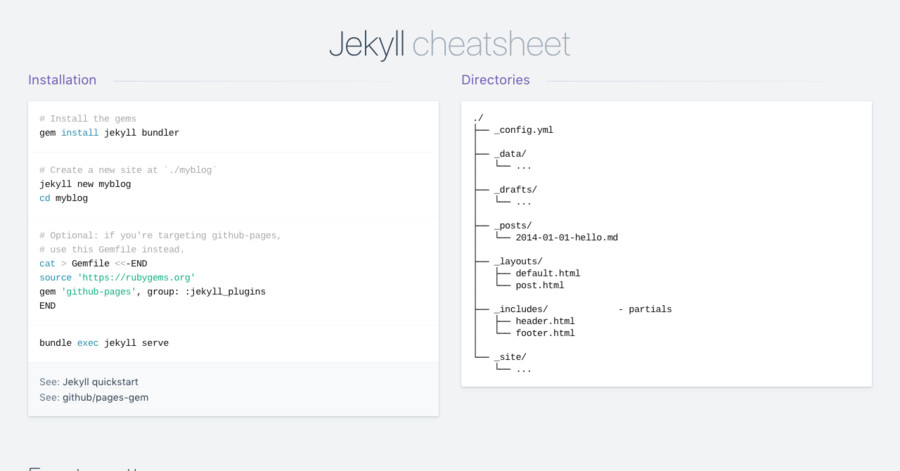 Jekyll cheatsheet
Installation
# Install the gems
gem install jekyll bundler
# Create a new site at `./myblog`
jekyll new myblog
cd myblog
# Optional: if you're targeting github-pages,
# use this Gemfile instead.
cat > Gemfile <<-END
source 'https://rubygems.org'
gem 'github-pages', group: :jekyll_plugins
END
bundle exec jekyll serve
See: Jekyll quickstart
See: github/pages-gem
Directories
./
├── _config.yml
├── _data/
│   └── ...
├── _drafts/
│   └── ...
├── _posts/
│   └── 2014-01-01-hello.md
├── _layouts/
│   ├── default.html
│   └── post.html
├── _includes/            - partials
│   ├── header.html
│   └── footer.html
└── _site/
    └── ...